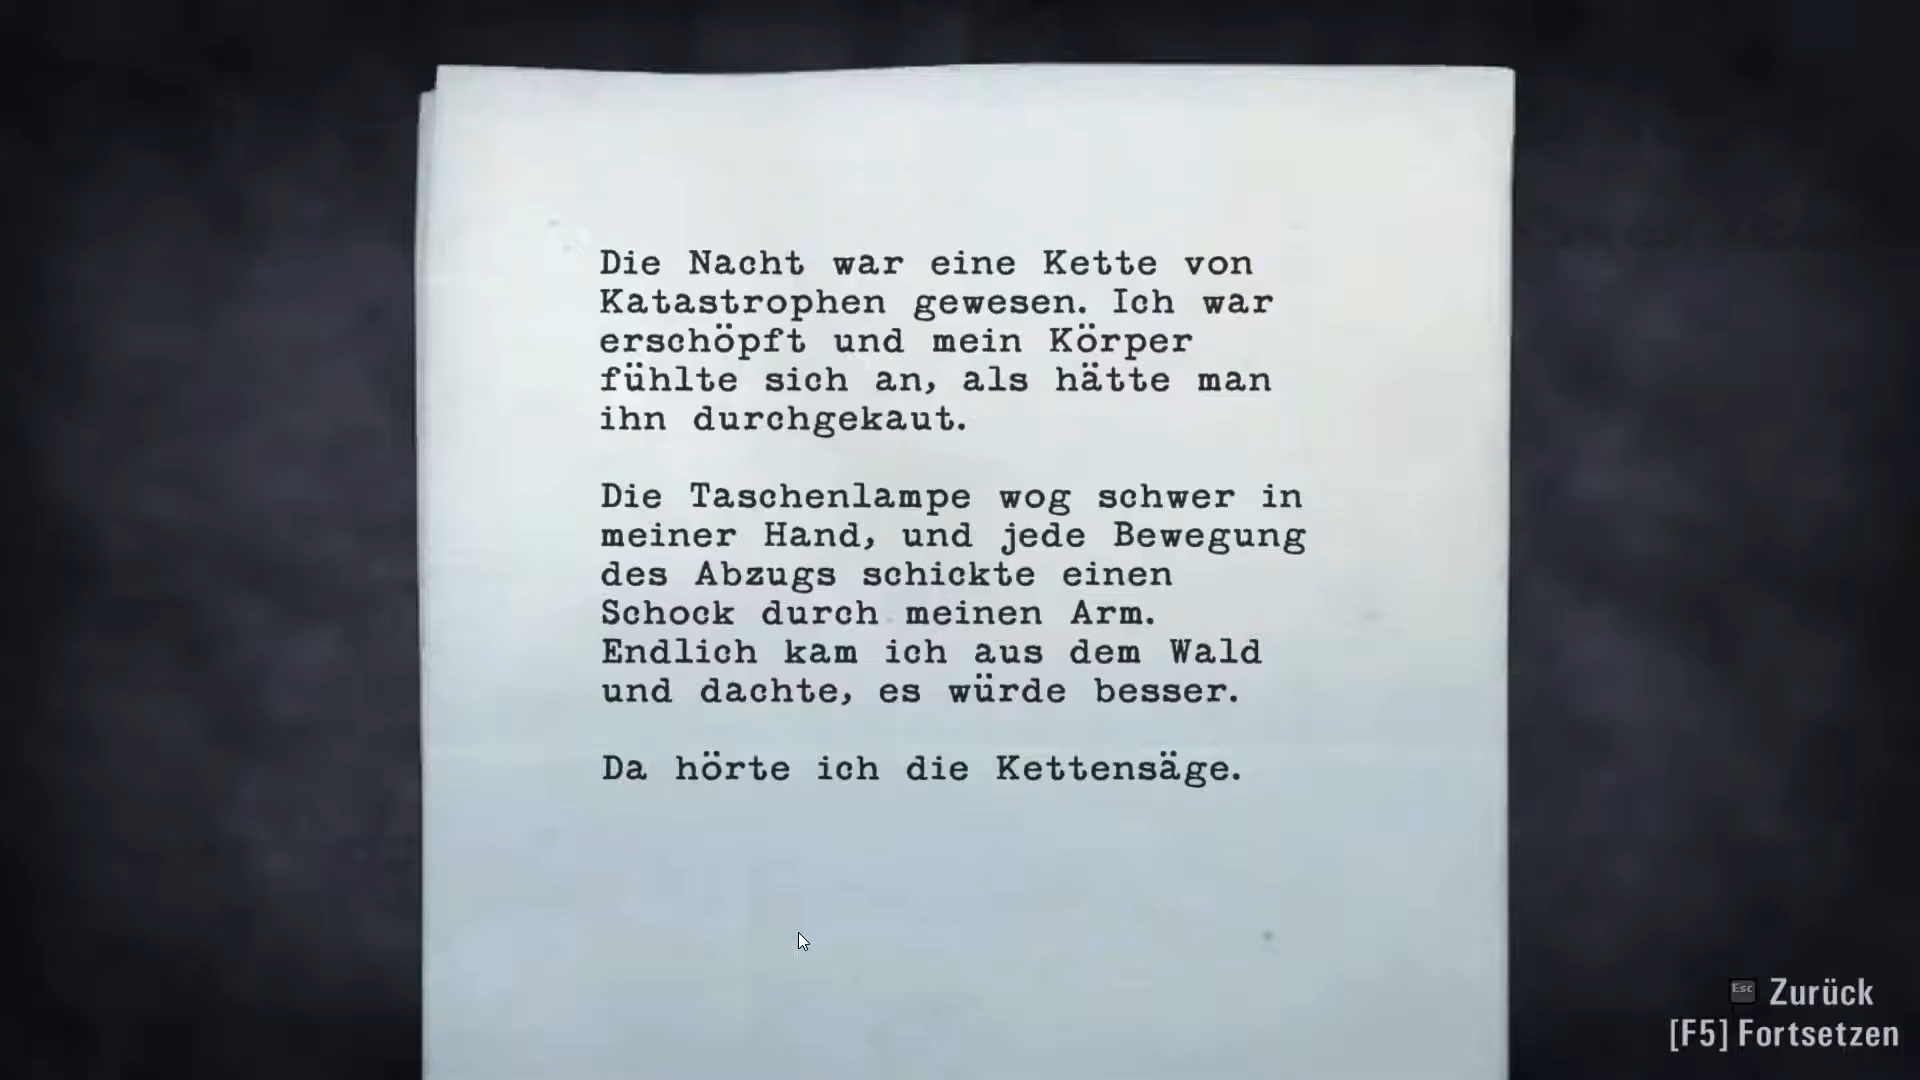 Die Nacht war eine Kette von
Katastrophen gewesen. Ich war
erschöpft und mein Körper
fühlte sich an, als hätte man
ihn durchgekaut.
Die Taschenlampe wog schwer in
meiner Hand, und jede Bewegung
des Abzugs schickte einen
Schock durch meinen Arm.
Endlich kam ich aus dem Wald
und dachte, es würde besser.
Da hörte ich die Kettensäge.
Esc Zurück
[F5] Fortsetzen